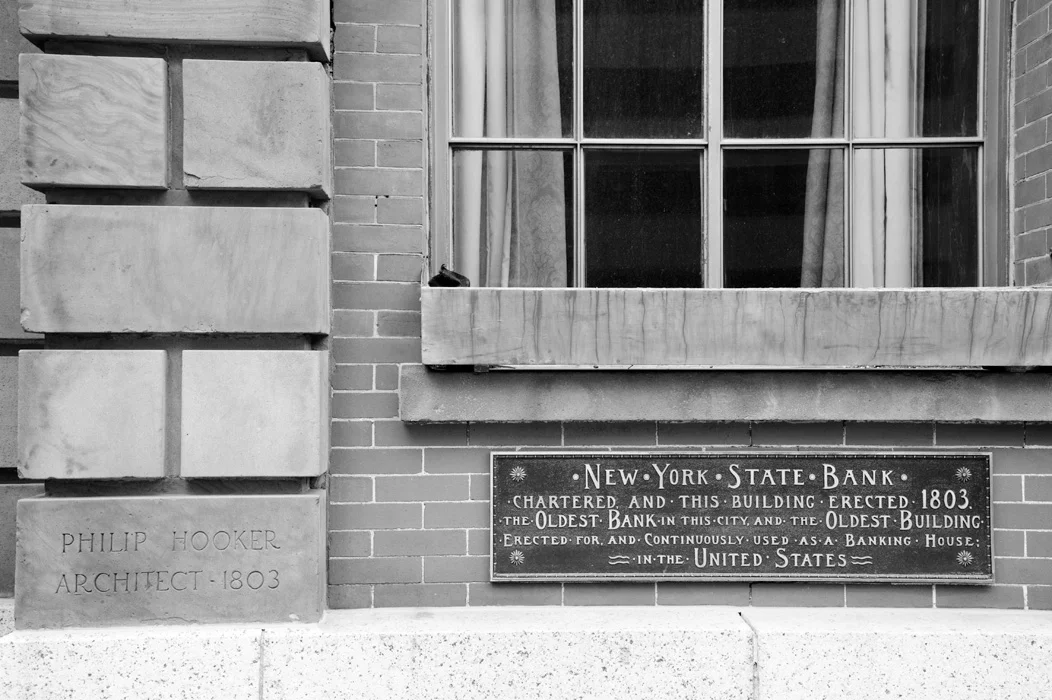 PHILIP HOOKER
ARCHITECT · 1803
· NEW · YORK · STATE · BANK ·
· CHARTERED, AND · THIS · BUILDING · ERECTED · 1803,
· THE · OLDEST · BANK · IN THIS · CITY, AND · THE · OLDEST · BUILDING
· ERECTED · FOR, AND · CONTINUOUSLY · USED · AS · A · BANKING · HOUSE ·
· IN · THE · UNITED · STATES ·